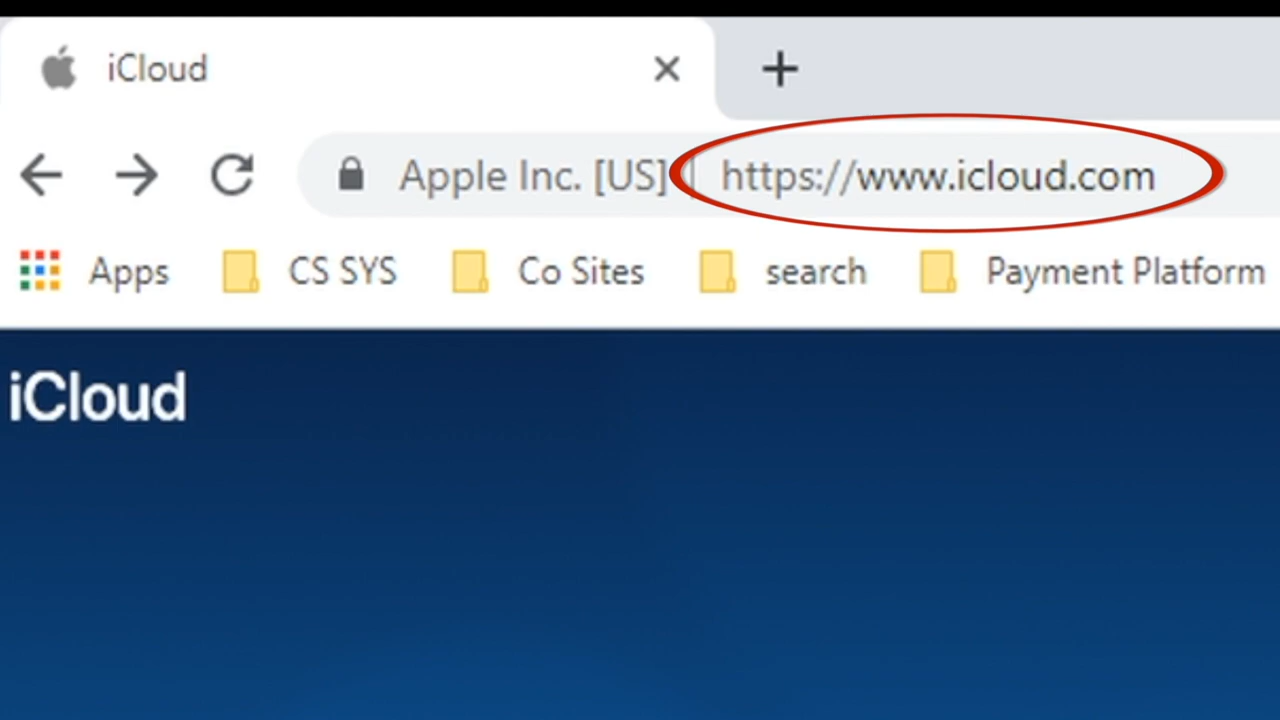 iCloud
Apple Inc. [US] | https://www.icloud.com
Apps CS SYS Co Sites search Payment Platform
iCloud